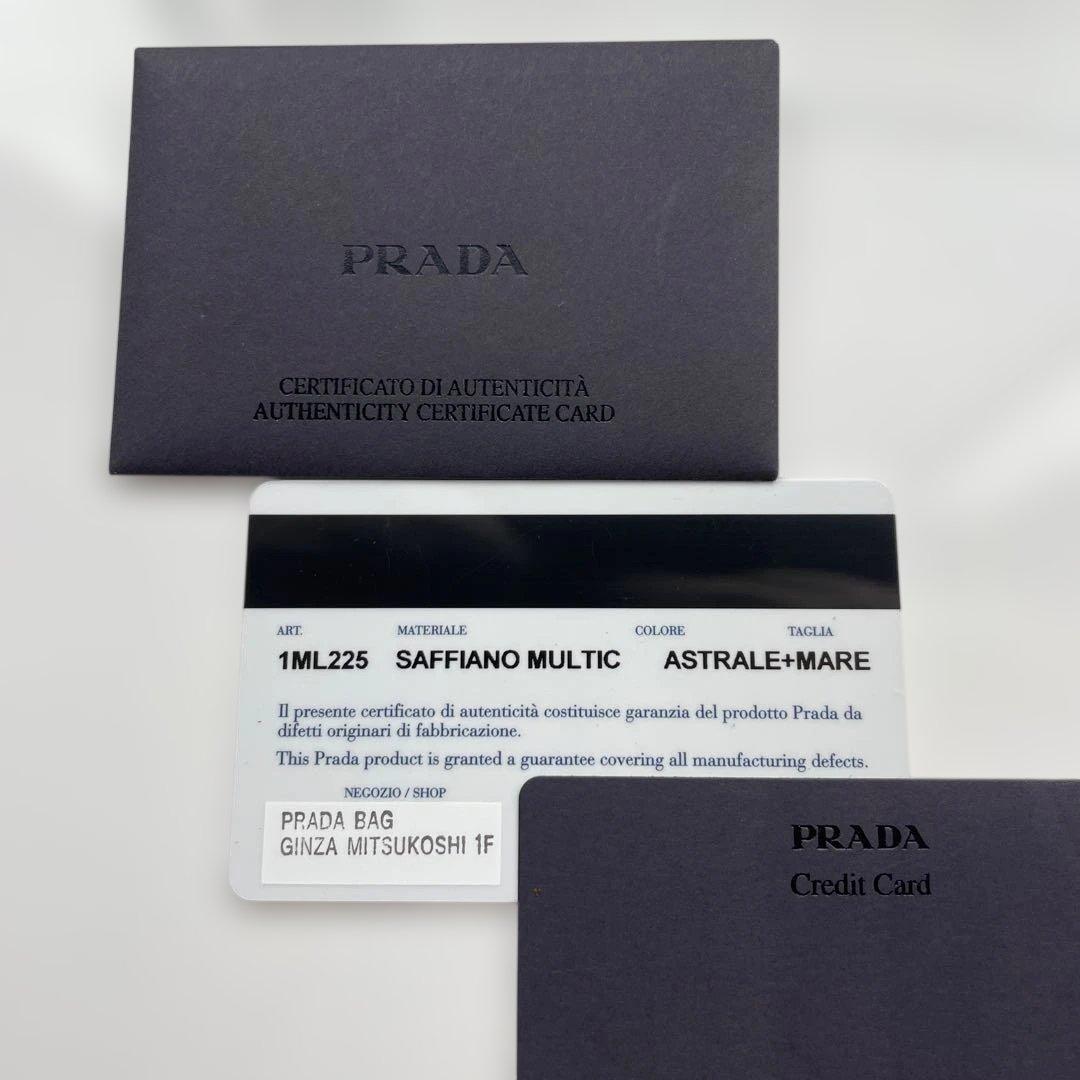 PRADA
CERTIFICATO DI AUTENTICITÀ
AUTHENTICITY CERTIFICATE CARD
ART. MATERIALE COLORE TAGLIA
1ML225 SAFFIANO MULTIC ASTRALE+MARE
Il presente certificato di autenticità costituisce garanzia del prodotto Prada da
difetti originari di fabbricazione.
This Prada product is granted a guarantee covering all manufacturing defects.
NEGOZIO / SHOP
PRADA BAG
GINZA MITSUKOSHI 1F
PRADA
Credit Card